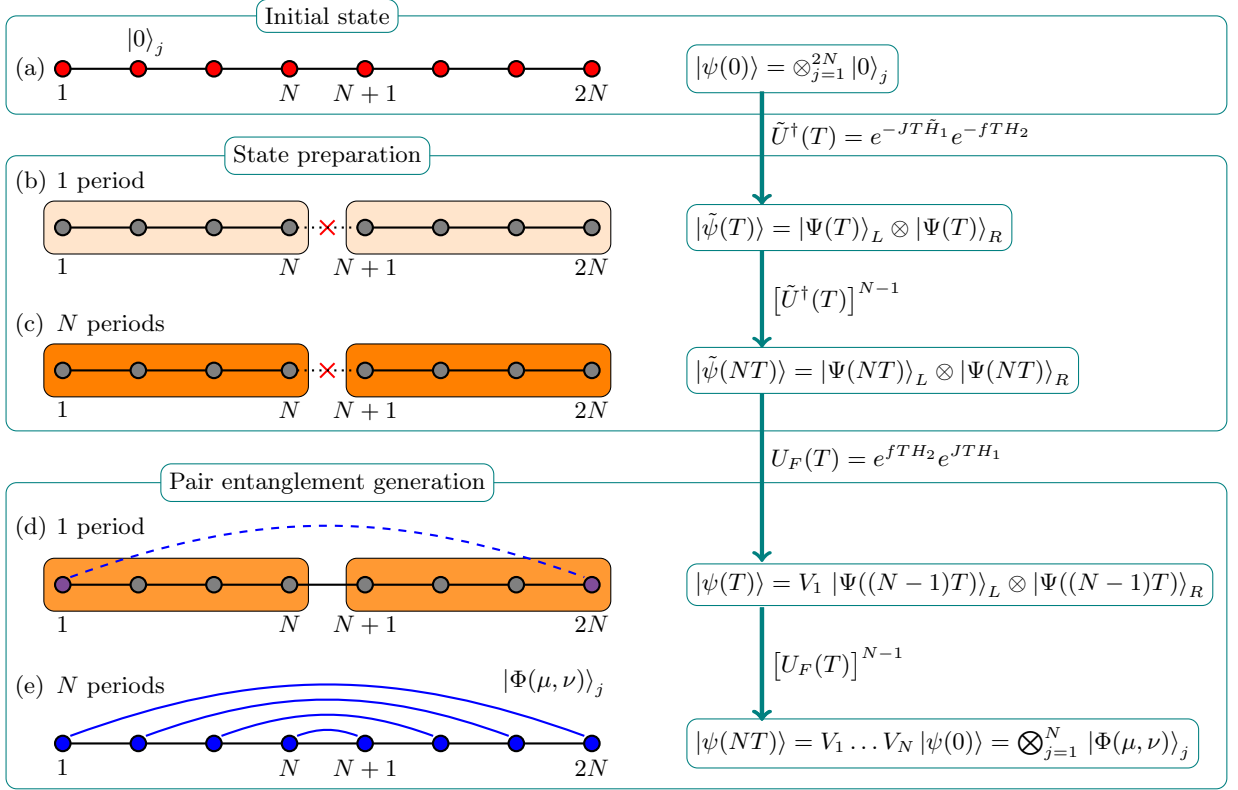 Initial state
|0⟩_j
(a)
1 N N + 1 2N
|ψ(0)⟩ = ⊗_{j=1}^{2N} |0⟩_j
Ũ†(T) = e^{-JTH̃_1} e^{-fTH_2}
State preparation
(b) 1 period
1 N N + 1 2N
|ψ̃(T)⟩ = |Ψ(T)⟩_L ⊗ |Ψ(T)⟩_R
[Ũ†(T)]^{N-1}
(c) N periods
1 N N + 1 2N
|ψ̃(NT)⟩ = |Ψ(NT)⟩_L ⊗ |Ψ(NT)⟩_R
U_F(T) = e^{fTH_2} e^{JTH_1}
Pair entanglement generation
(d) 1 period
1 N N + 1 2N
|ψ(T)⟩ = V_1 |Ψ((N − 1)T)⟩_L ⊗ |Ψ((N − 1)T)⟩_R
[U_F(T)]^{N-1}
(e) N periods
|Φ(μ, ν)⟩_j
1 N N + 1 2N
|ψ(NT)⟩ = V_1 … V_N |ψ(0)⟩ = ⨂_{j=1}^{N} |Φ(μ, ν)⟩_j